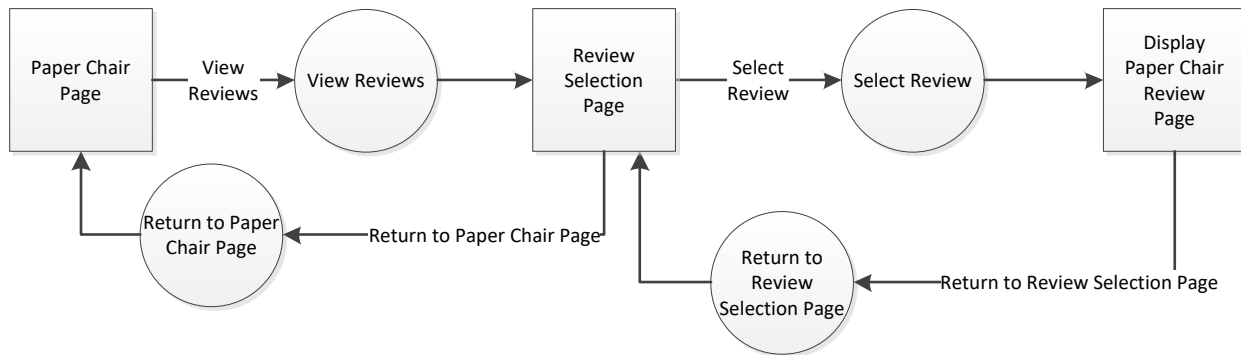 Paper Chair
Page
View
Reviews
View Reviews
Review
Selection
Page
Select
Review
Select Review
Display
Paper Chair
Review
Page
Return to Paper
Chair Page
Return to Paper Chair Page
Return to
Review
Selection Page
Return to Review Selection Page